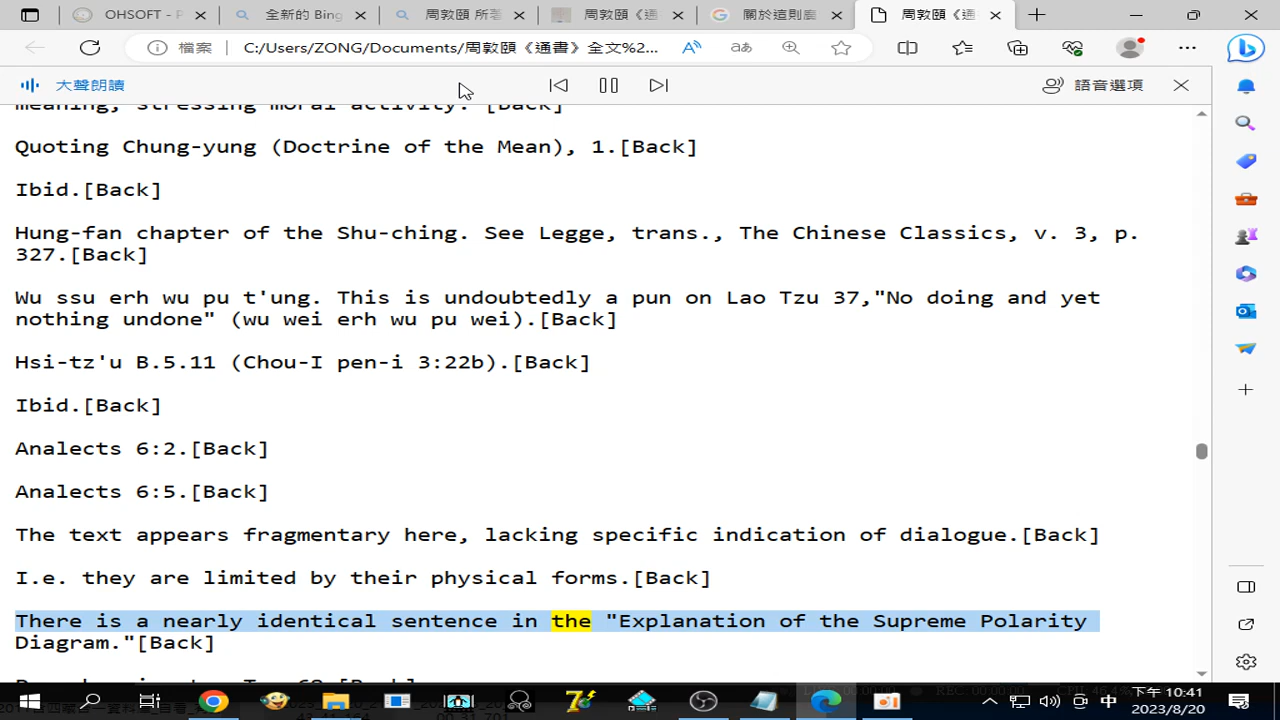 OHSOFT - P
全新的 Bing
周敦頤 所著
周敦頤《通
關於這則廳
周敦頤《通
檔案
C:/Users/ZONG/Documents/周敦頤《通書》全文%2...
大聲朗讀
語音選項
meaning, stressing moral activity. [Back]
Quoting Chung-yung (Doctrine of the Mean), 1.[Back]
Ibid.[Back]
Hung-fan chapter of the Shu-ching. See Legge, trans., The Chinese Classics, v. 3, p.
327.[Back]
Wu ssu erh wu pu t'ung. This is undoubtedly a pun on Lao Tzu 37,"No doing and yet
nothing undone" (wu wei erh wu pu wei).[Back]
Hsi-tz'u B.5.11 (Chou-I pen-i 3:22b).[Back]
Ibid.[Back]
Analects 6:2.[Back]
Analects 6:5.[Back]
The text appears fragmentary here, lacking specific indication of dialogue.[Back]
I.e. they are limited by their physical forms.[Back]
There is a nearly identical sentence in the "Explanation of the Supreme Polarity
Diagram."[Back]
中
下午 10:41
2023/8/20